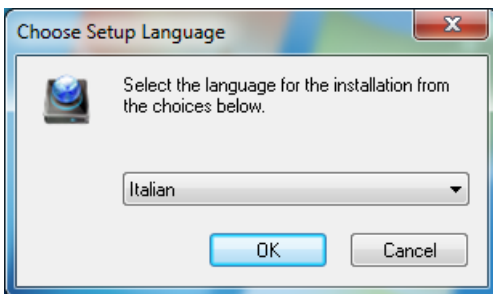 Choose Setup Language
Select the language for the installation from
the choices below.
Italian
OK
Cancel